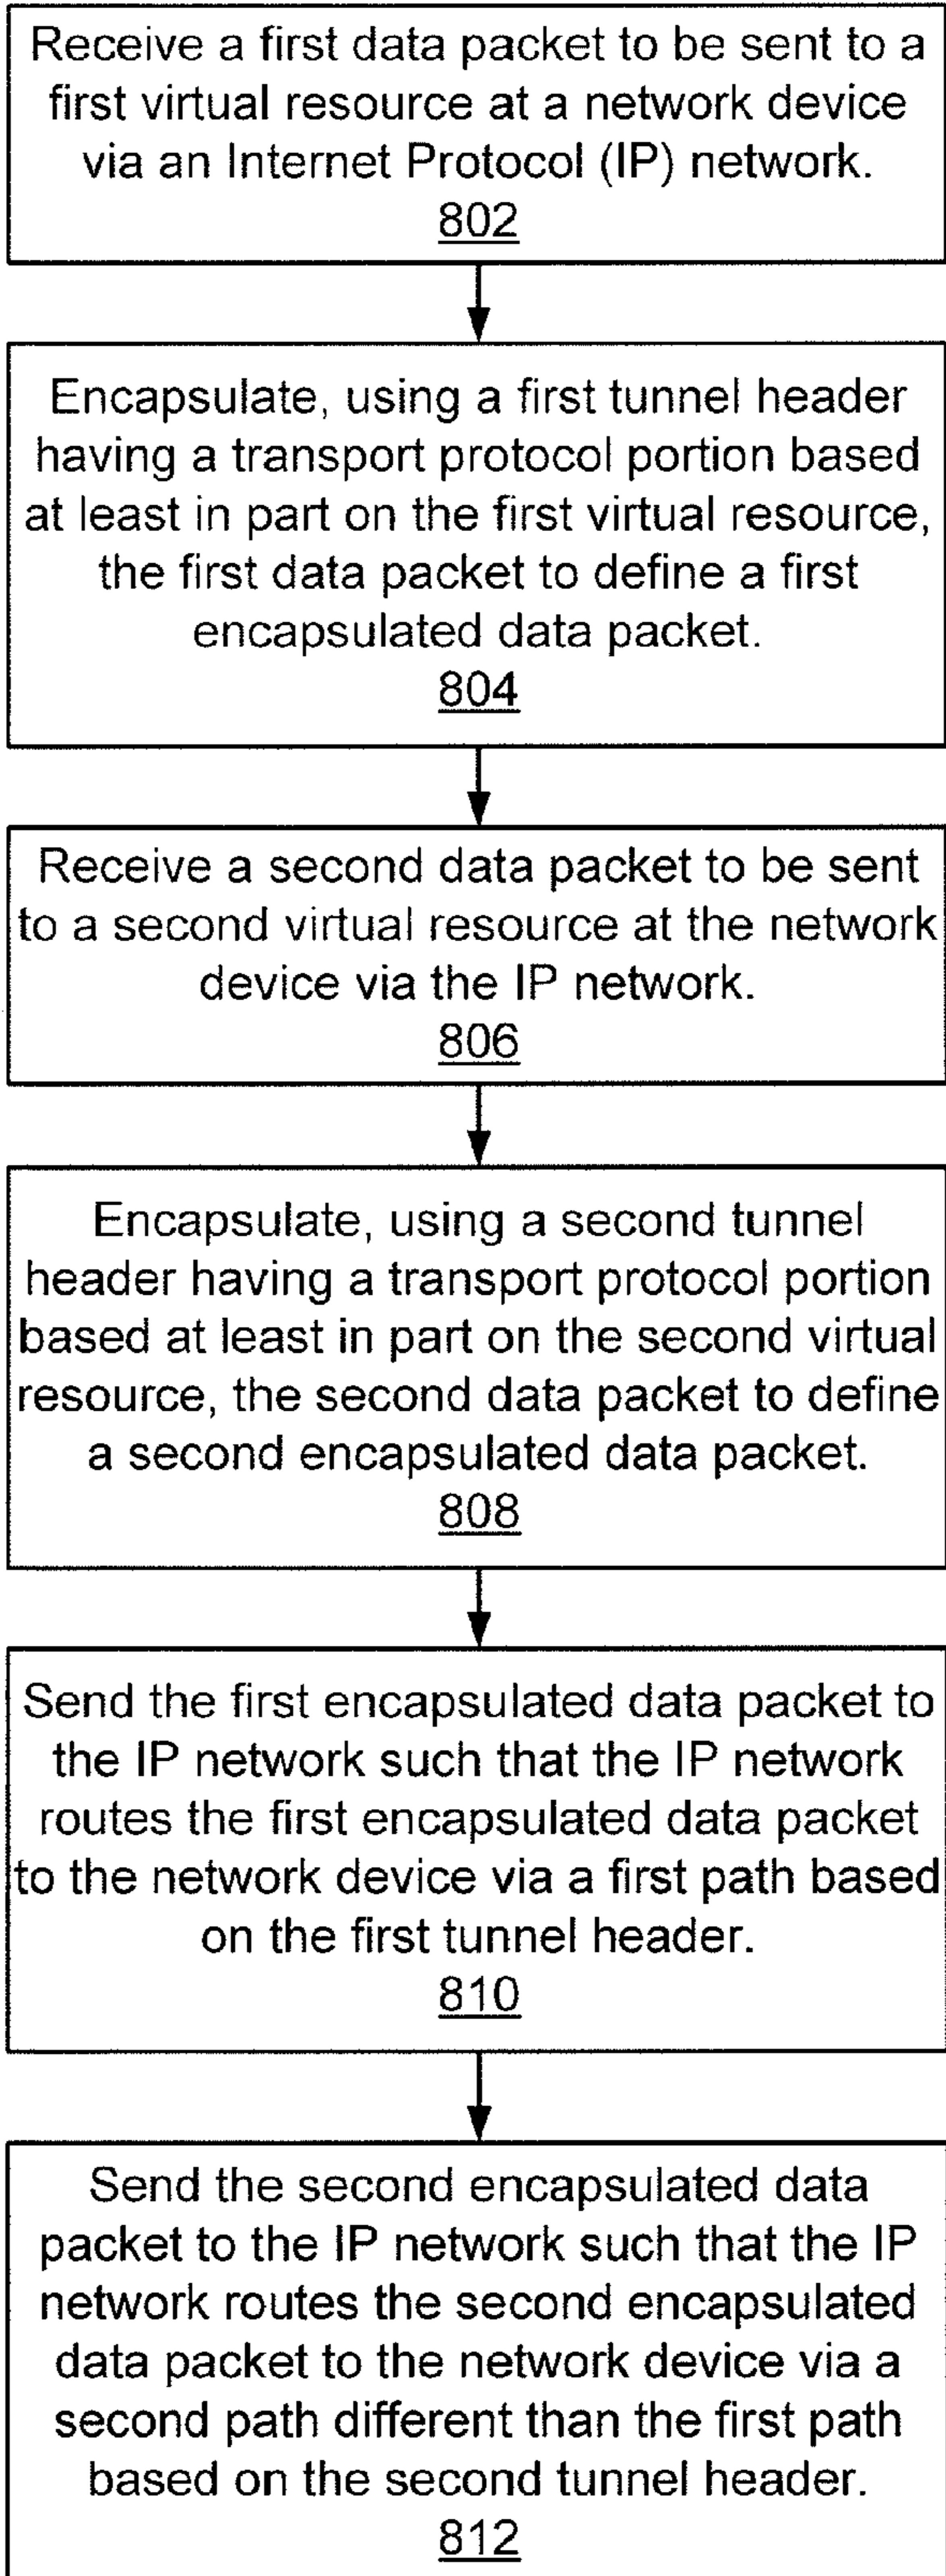 Receive a first data packet to be sent to a
first virtual resource at a network device
via an Internet Protocol (IP) network.
802
Encapsulate, using a first tunnel header
having a transport protocol portion based
at least in part on the first virtual resource,
the first data packet to define a first
encapsulated data packet.
804
Receive a second data packet to be sent
to a second virtual resource at the network
device via the IP network.
806
Encapsulate, using a second tunnel
header having a transport protocol portion
based at least in part on the second virtual
resource, the second data packet to define
a second encapsulated data packet.
808
Send the first encapsulated data packet to
the IP network such that the IP network
routes the first encapsulated data packet
to the network device via a first path based
on the first tunnel header.
810
Send the second encapsulated data
packet to the IP network such that the IP
network routes the second encapsulated
data packet to the network device via a
second path different than the first path
based on the second tunnel header.
812